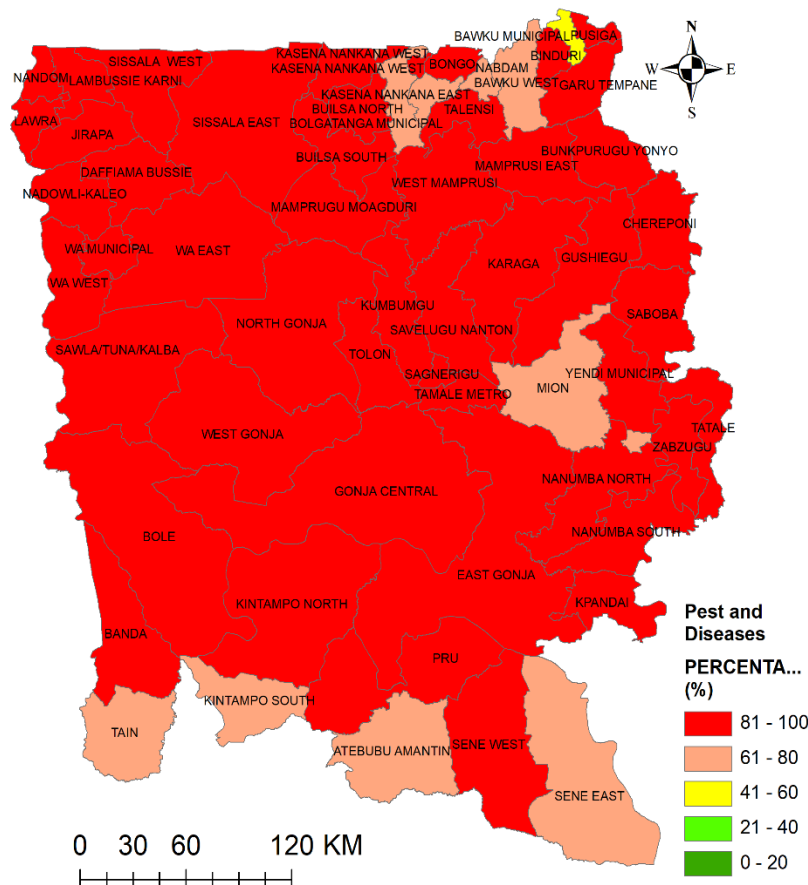 N
W E
S
BAWKU MUNICIPAL
PUSIGA
BINDURI
KASENA NANKANA WEST
SISSALA WEST
BONGO
NABDAM
KASENA NANKANA WEST
NANDOM
LAMBUSSIE KARNI
BAWKU WEST
GARU TEMPANE
KASENA NANKANA EAST
BUILSA NORTH
TALENSI
LAWRA
SISSALA EAST
BOLGATANGA MUNICIPAL
JIRAPA
BUNKPURUGU YONYO
BUILSA SOUTH
MAMPRUSI EAST
DAFFIAMA BUSSIE
WEST MAMPRUSI
NADOWLI-KALEO
MAMPRUGU MOAGDURI
CHEREPONI
WA MUNICIPAL
WA EAST
KARAGA
GUSHIEGU
WA WEST
KUMBUMGU
SABOBA
NORTH GONJA
SAVELUGU NANTON
SAWLA/TUNA/KALBA
TOLON
SAGNERIGU
YENDI MUNICIPAL
MION
TAMALE METRO
TATALE
WEST GONJA
ZABZUGU
NANUMBA NORTH
GONJA CENTRAL
NANUMBA SOUTH
BOLE
EAST GONJA
KINTAMPO NORTH
KPANDAI
BANDA
PRU
KINTAMPO SOUTH
TAIN
ATEBUBU AMANTIN
SENE WEST
SENE EAST
Pest and
Diseases
PERCENTA...
(%)
81 - 100
61 - 80
41 - 60
21 - 40
0 - 20
0 30 60 120 KM